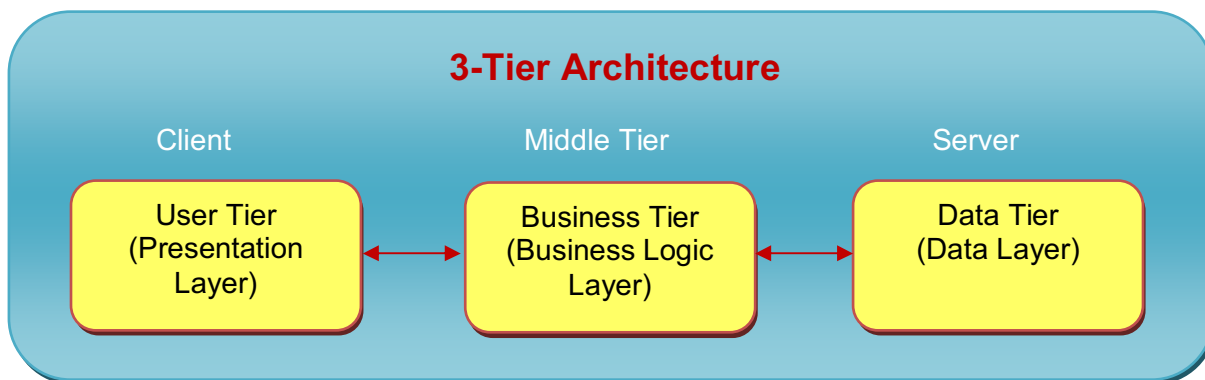 3-Tier Architecture
Client
Middle Tier
Server
User Tier
(Presentation
Layer)
Business Tier
(Business Logic
Layer)
Data Tier
(Data Layer)